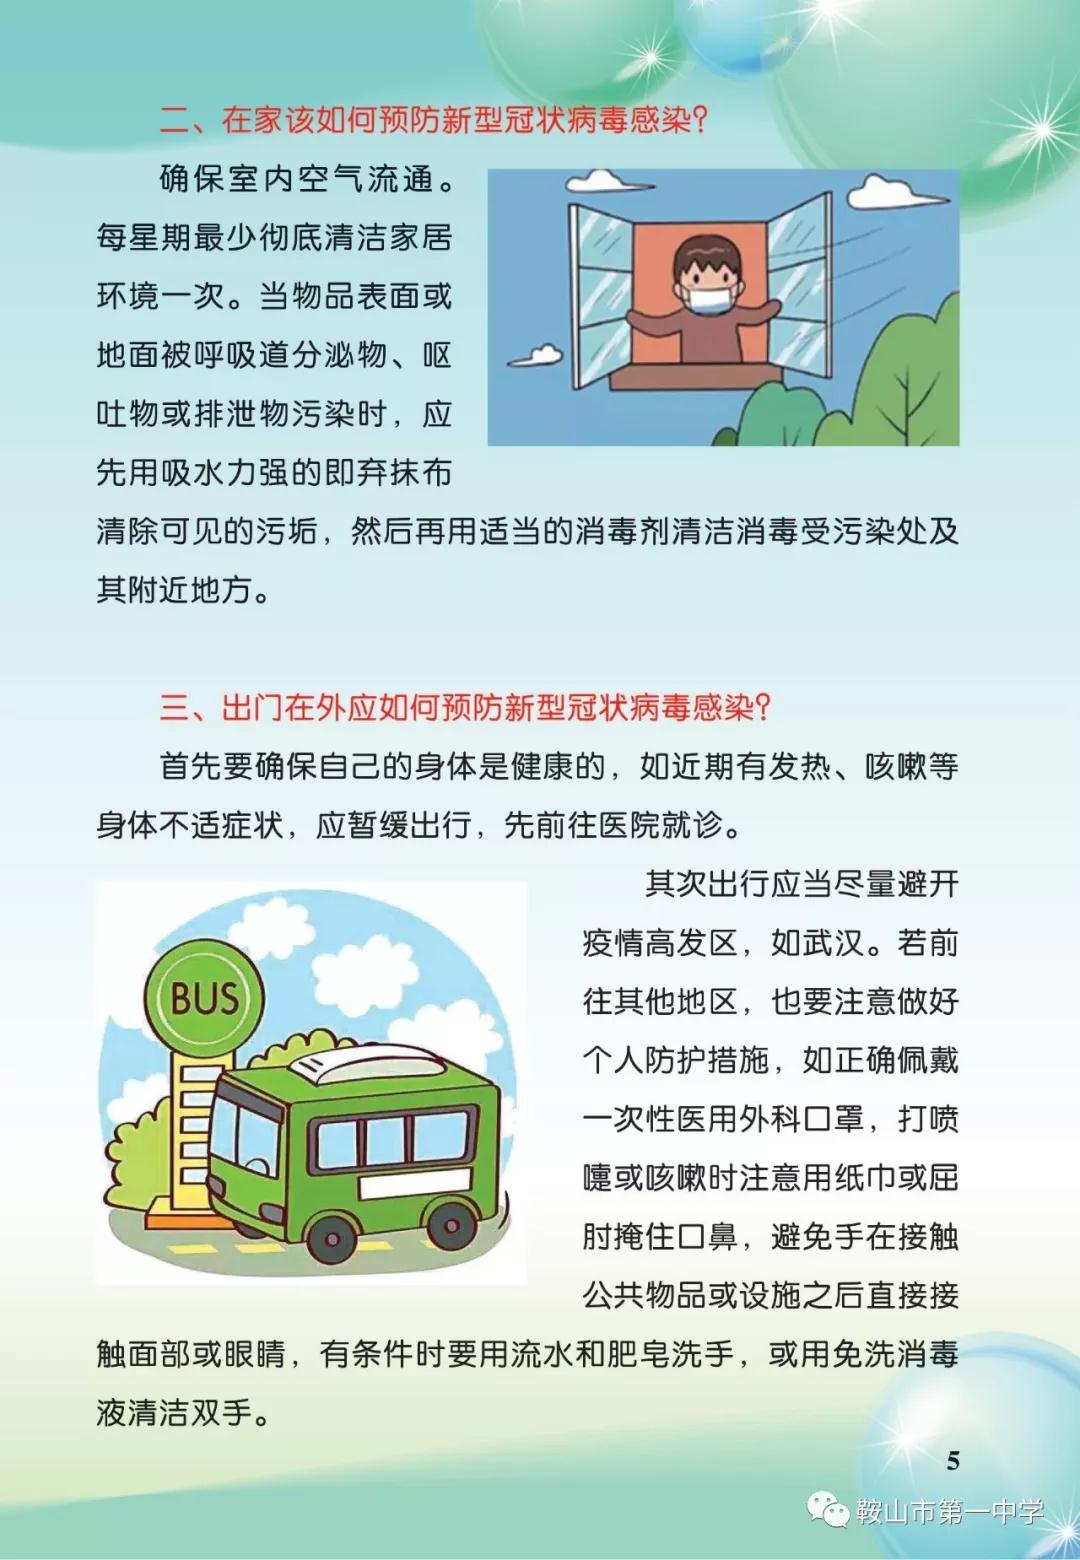 二、在家该如何预防新型冠状病毒感染？
确保室内空气流通。
每星期最少彻底清洁家居
环境一次。当物品表面或
地面被呼吸道分泌物、呕
吐物或排泄物污染时，应
先用吸水力强的即弃抹布
清除可见的污垢，然后再用适当的消毒剂清洁消毒受污染处及
其附近地方。
三、出门在外应如何预防新型冠状病毒感染？
首先要确保自己的身体是健康的，如近期有发热、咳嗽等
身体不适症状，应暂缓出行，先前往医院就诊。
其次出行应当尽量避开
疫情高发区，如武汉。若前
往其他地区，也要注意做好
个人防护措施，如正确佩戴
一次性医用外科口罩，打喷
嚏或咳嗽时注意用纸巾或屈
肘掩住口鼻，避免手在接触
公共物品或设施之后直接接
触面部或眼睛，有条件时要用流水和肥皂洗手，或用免洗消毒
液清洁双手。
BUS
5
鞍山市第一中学